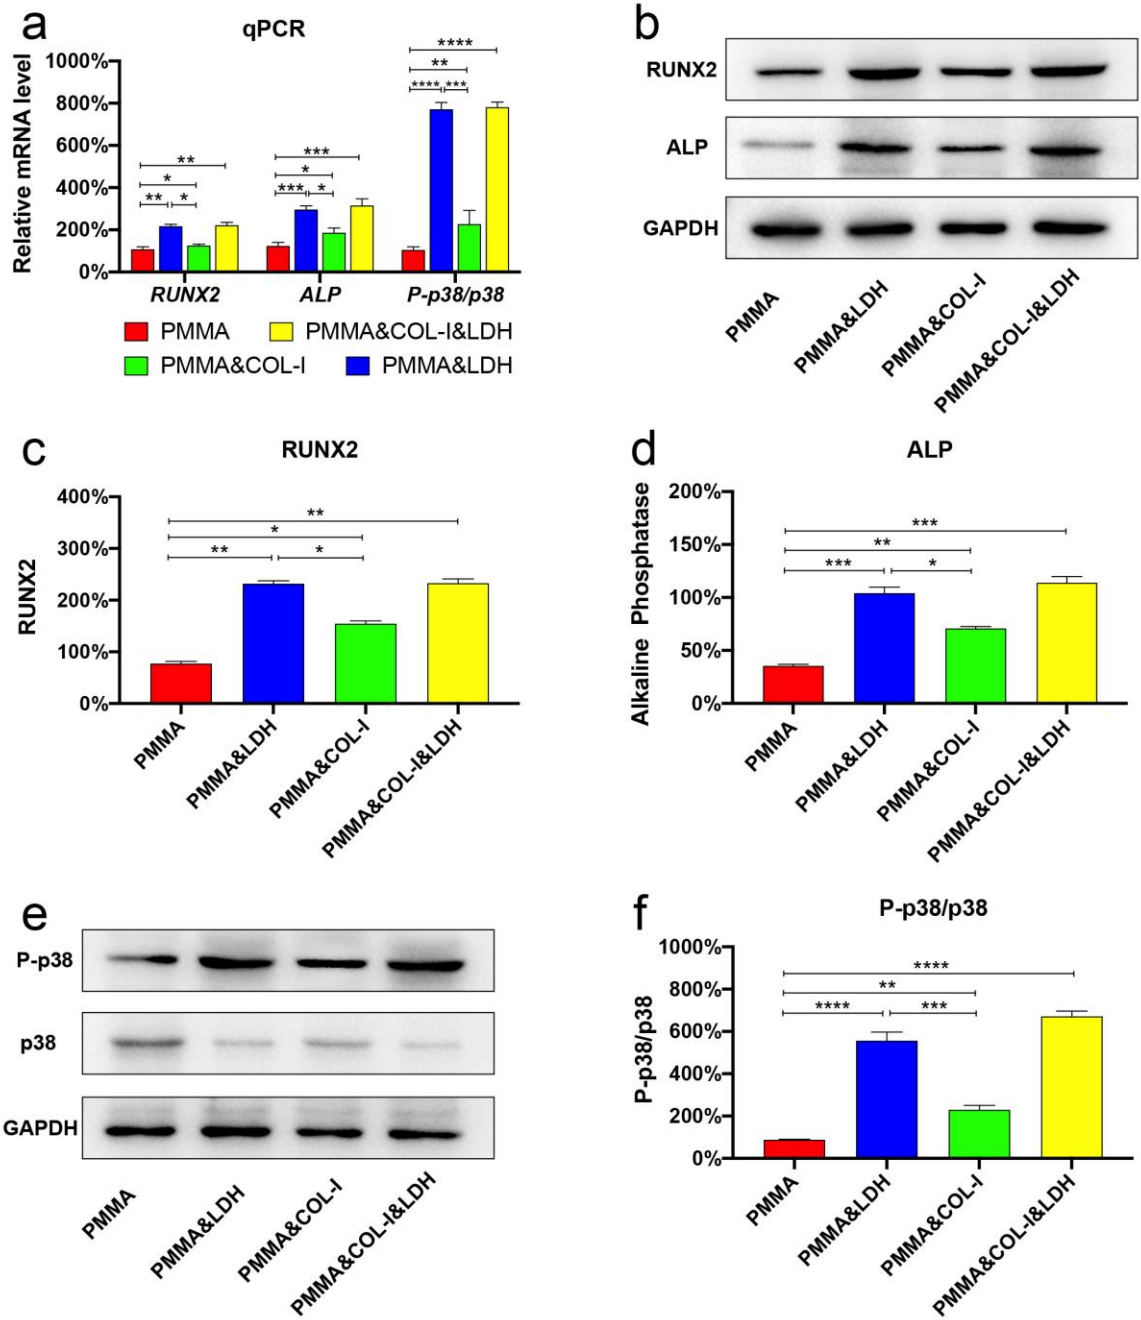 a
qPCR
Relative mRNA level
1000%
800%
600%
400%
200%
0%
** * * **
*** * * ***
**** *** ** ****
RUNX2 ALP P-p38/p38
PMMA PMMA&COL-I&LDH
PMMA&COL-I PMMA&LDH
b
RUNX2
ALP
GAPDH
PMMA
PMMA&LDH
PMMA&COL-I
PMMA&COL-I&LDH
c
RUNX2
RUNX2
400%
300%
200%
100%
0%
**
*
** *
PMMA
PMMA&LDH
PMMA&COL-I
PMMA&COL-I&LDH
d
ALP
Alkaline Phosphatase
200%
150%
100%
50%
0%
***
**
*** *
PMMA
PMMA&LDH
PMMA&COL-I
PMMA&COL-I&LDH
e
P-p38
p38
GAPDH
PMMA
PMMA&LDH
PMMA&COL-I
PMMA&COL-I&LDH
f
P-p38/p38
P-p38/p38
1000%
800%
600%
400%
200%
0%
****
**
**** ***
PMMA
PMMA&LDH
PMMA&COL-I
PMMA&COL-I&LDH